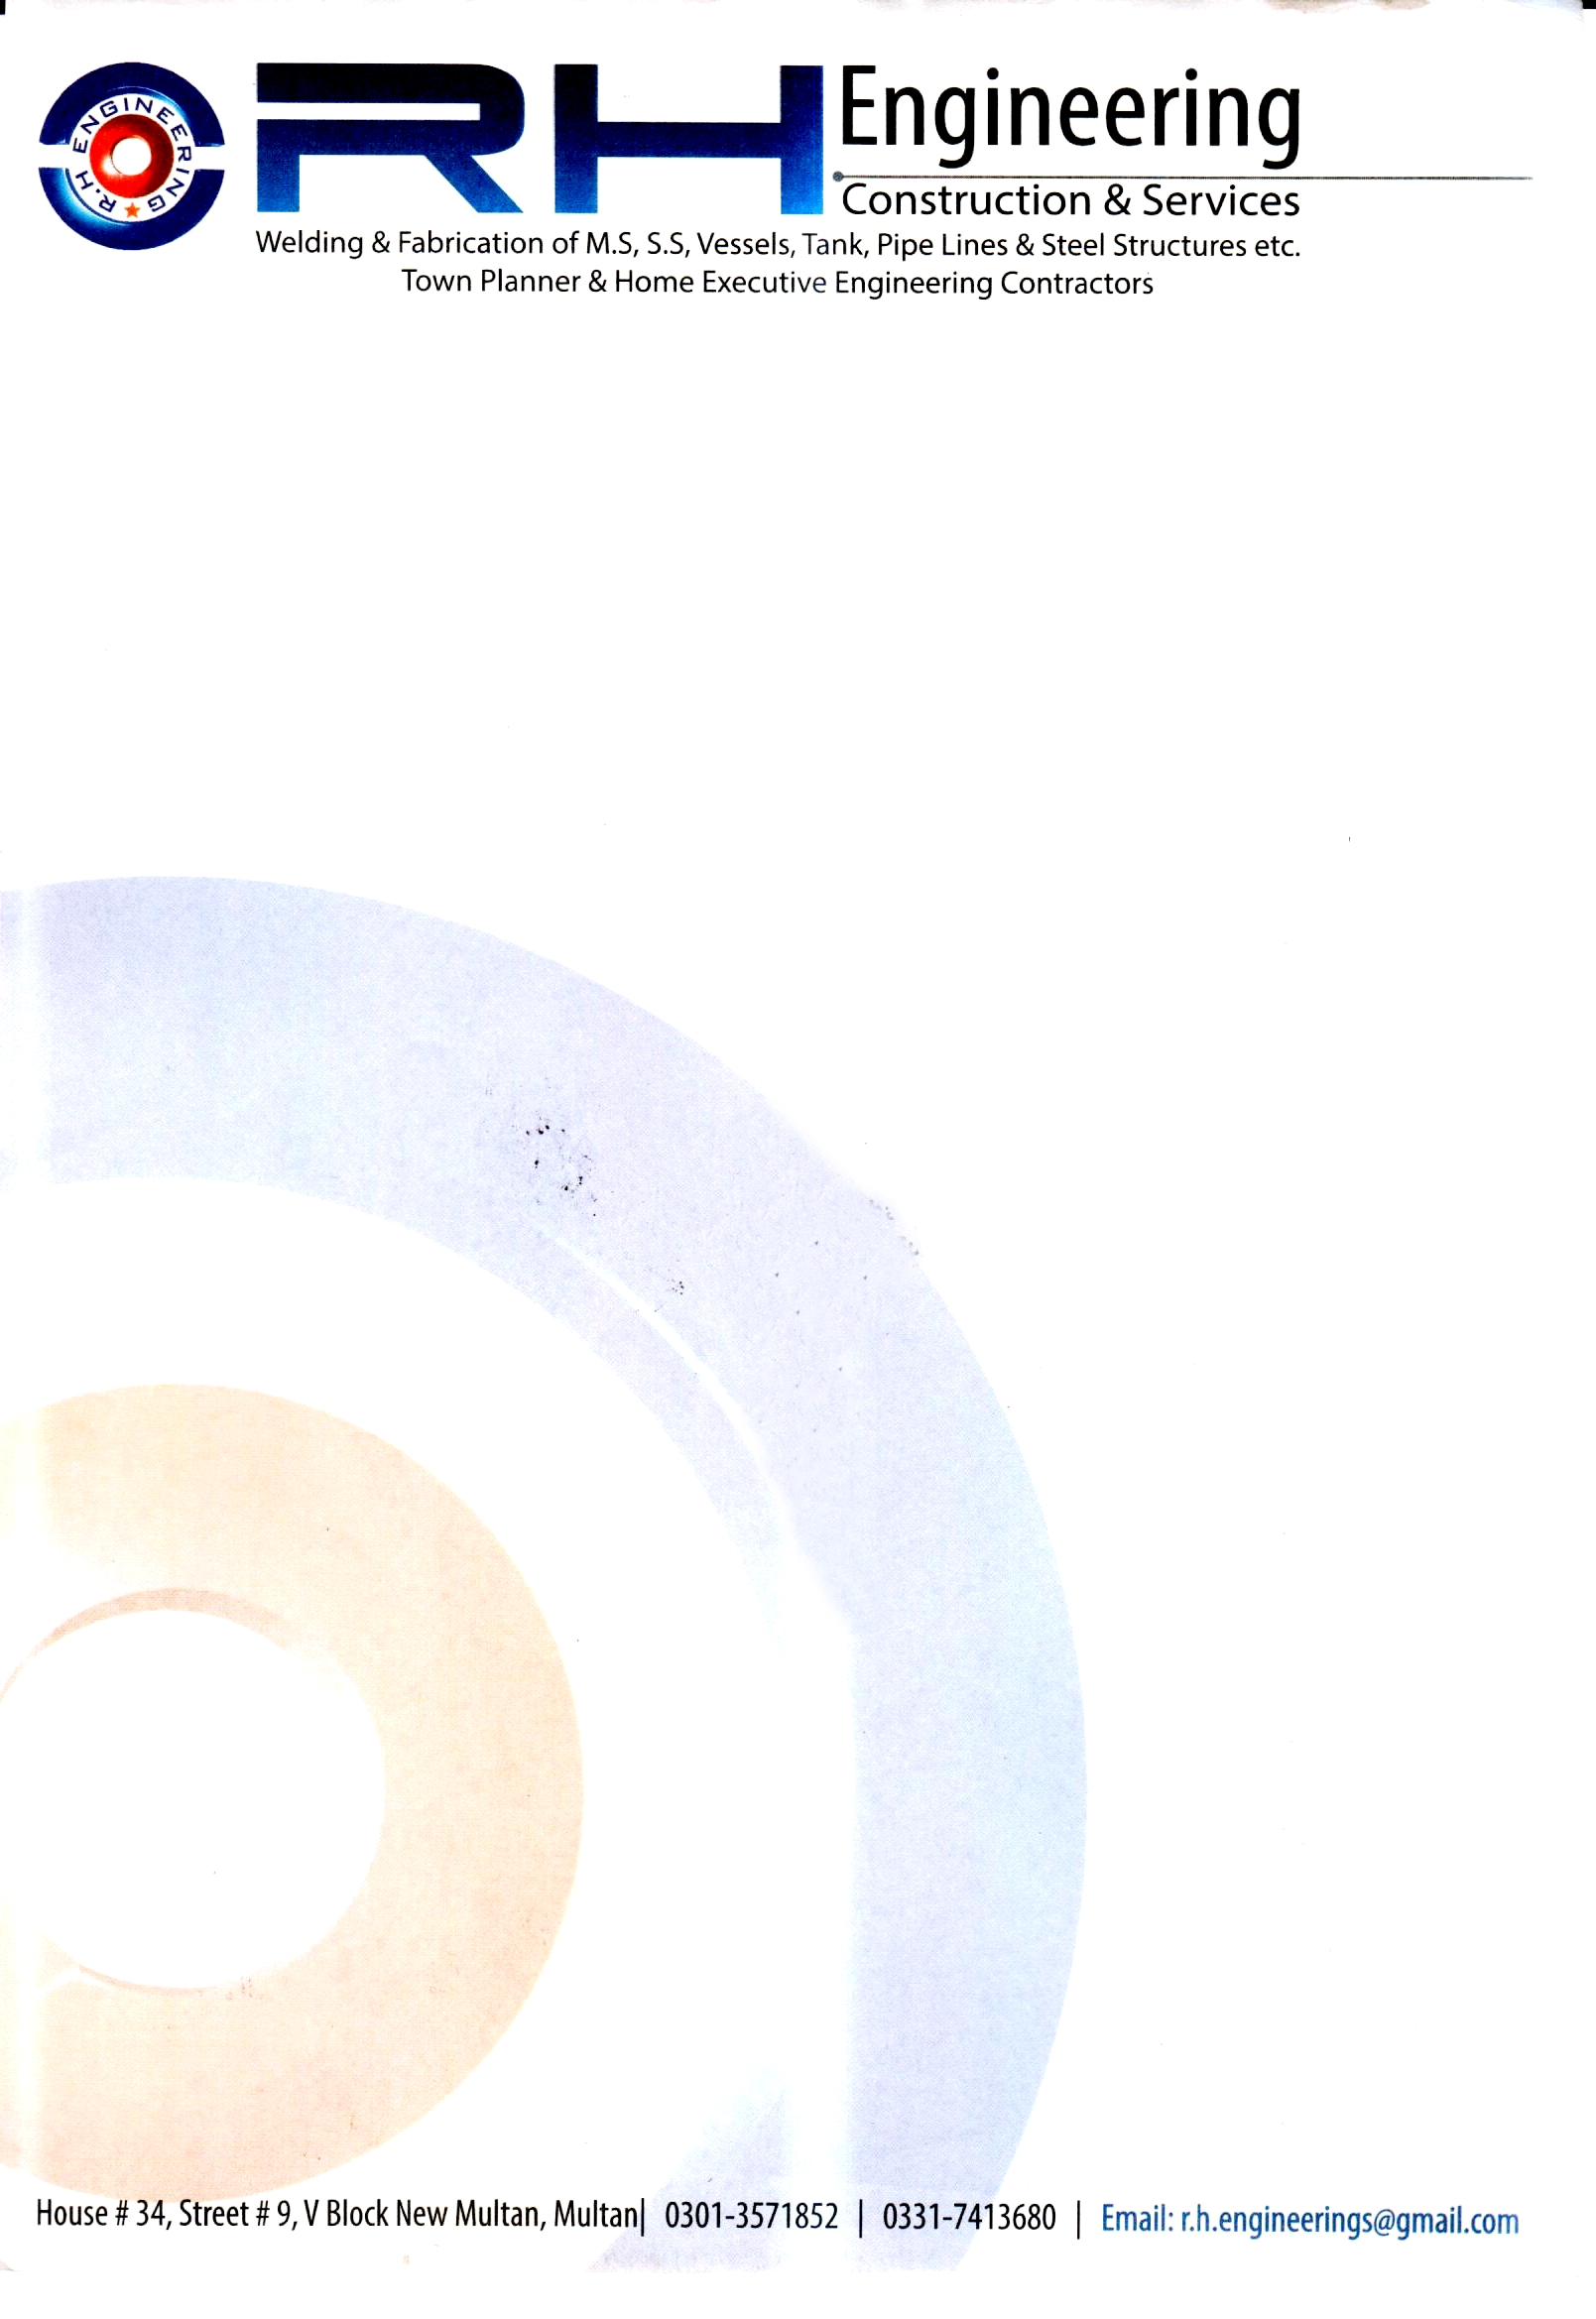 R.H ENGINEERING
RH Engineering
Construction & Services
Welding & Fabrication of M.S, S.S, Vessels, Tank, Pipe Lines & Steel Structures etc.
Town Planner & Home Executive Engineering Contractors
House # 34, Street # 9, V Block New Multan, Multan| 0301-3571852 | 0331-7413680 | Email: r.h.engineerings@gmail.com